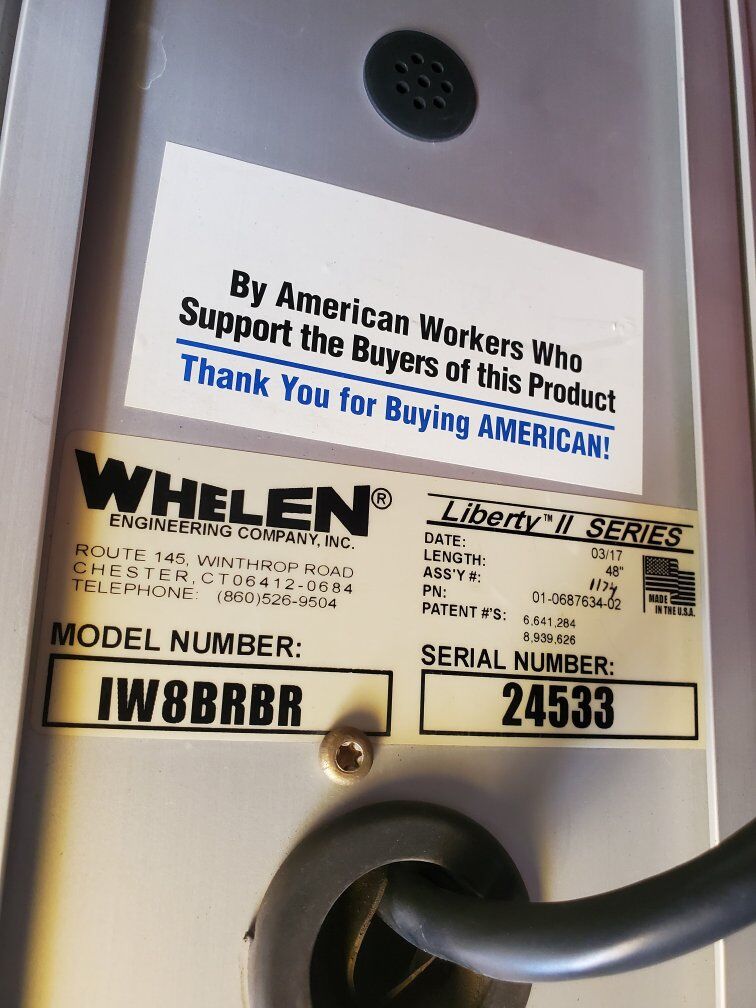 By American Workers Who
Support the Buyers of this Product
Thank You for Buying AMERICAN!
WHELEN®
ENGINEERING COMPANY, INC.
ROUTE 145, WINTHROP ROAD
CHESTER, CT 06412-0684
TELEPHONE: (860)526-9504
MODEL NUMBER:
IW8BRBR
Liberty™ II SERIES
DATE: 03/17
LENGTH: 48"
ASS'Y #: 1174
PN: 01-0687634-02
PATENT #'S: 6,641,284
8,939,626
MADE
IN THE U.S.A.
SERIAL NUMBER:
24533